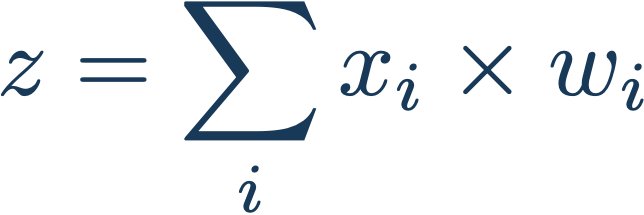 z = ∑ xᵢ × wᵢ
i